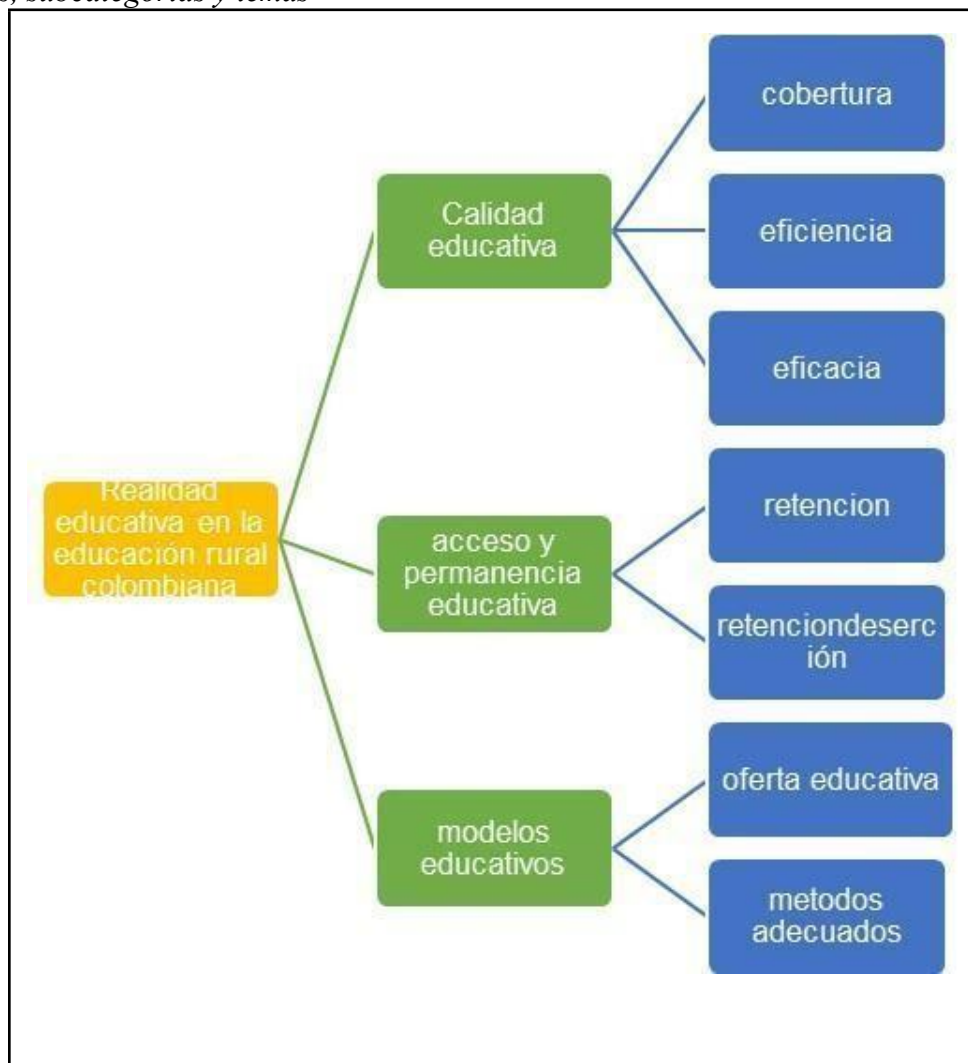 subcategorías y temas
cobertura
Calidad
educativa
eficiencia
eficacia
Realidad
educativa en la
educación rural
colombiana
acceso y
permanencia
educativa
retencion
retenciondeserc
ión
modelos
educativos
oferta educativa
metodos
adecuados